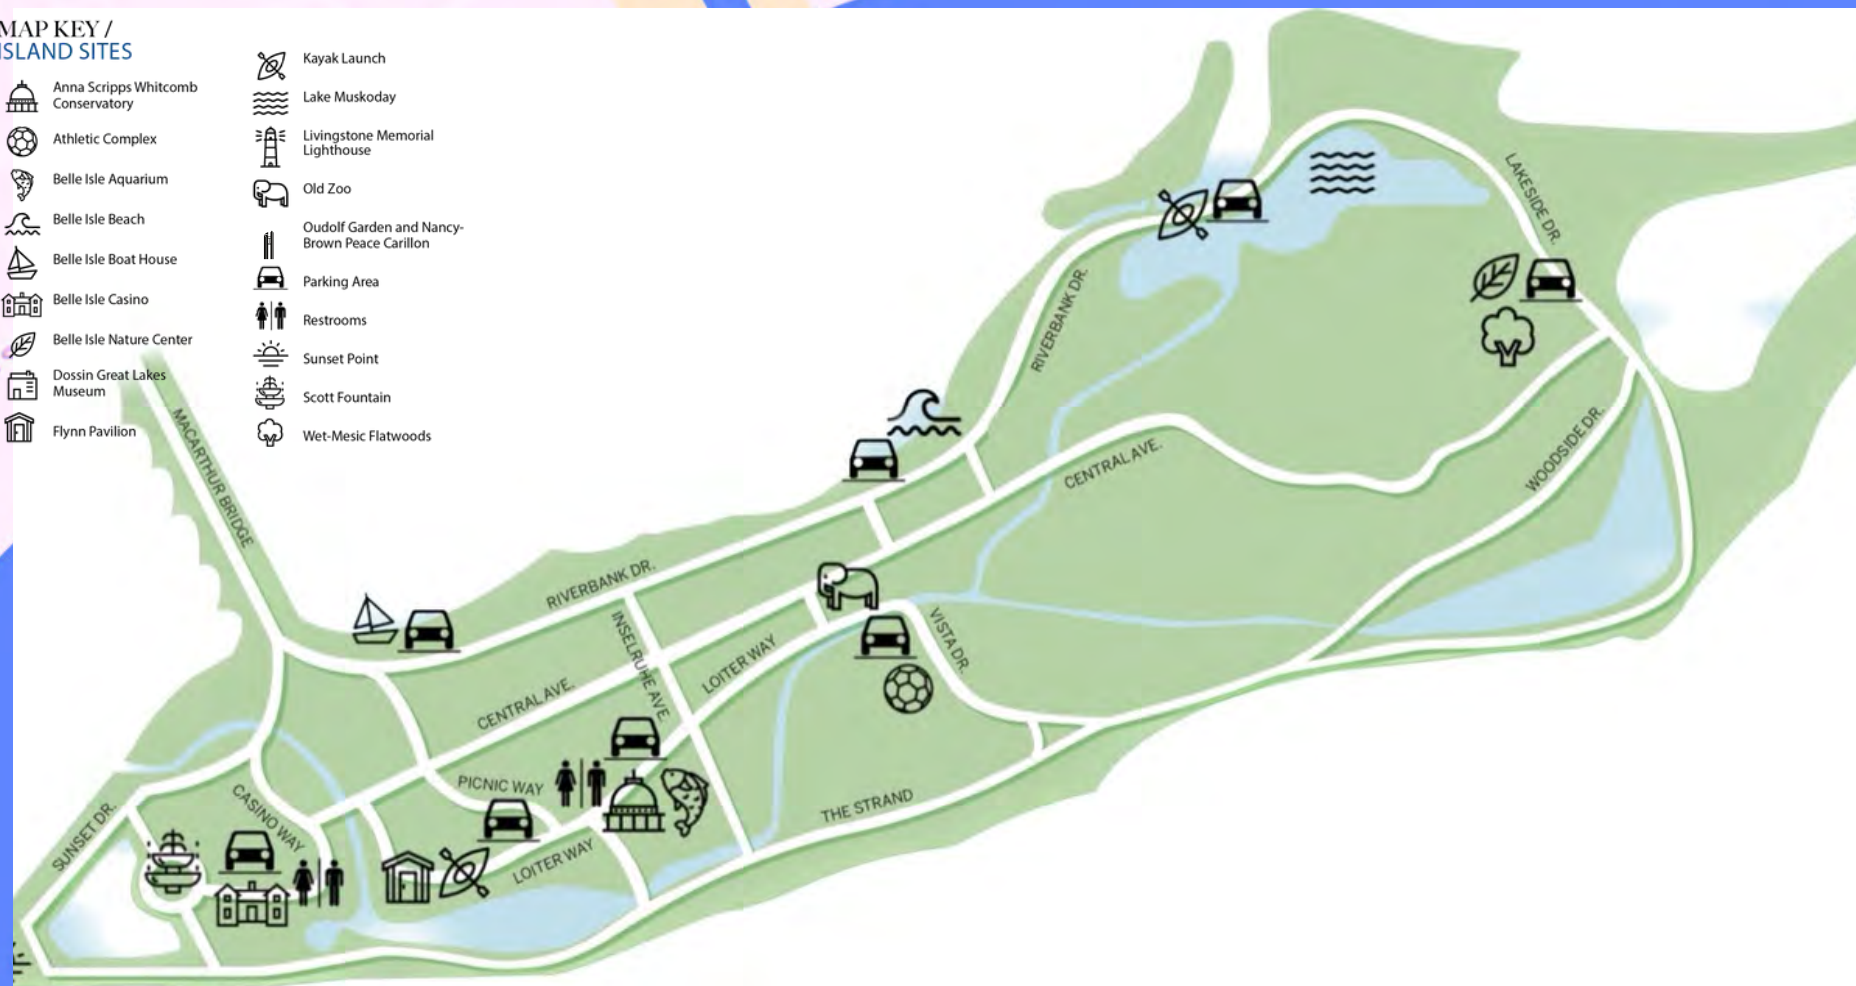 MAP KEY /
ISLAND SITES
Anna Scripps Whitcomb
Conservatory
Athletic Complex
Belle Isle Aquarium
Belle Isle Beach
Belle Isle Boat House
Belle Isle Casino
Belle Isle Nature Center
Dossin Great Lakes
Museum
Flynn Pavilion
Kayak Launch
Lake Muskoday
Livingstone Memorial
Lighthouse
Old Zoo
Oudolf Garden and Nancy-
Brown Peace Carillon
Parking Area
Restrooms
Sunset Point
Scott Fountain
Wet-Mesic Flatwoods
LAKESIDE DR.
RIVERBANK DR.
MACARTHUR BRIDGE
CENTRAL AVE.
WOODSIDE DR.
RIVERBANK DR.
INSELRUHE AVE.
VISTA DR.
LOITER WAY
CENTRAL AVE.
PICNIC WAY
CASINO WAY
SUNSET DR.
THE STRAND
LOITER WAY